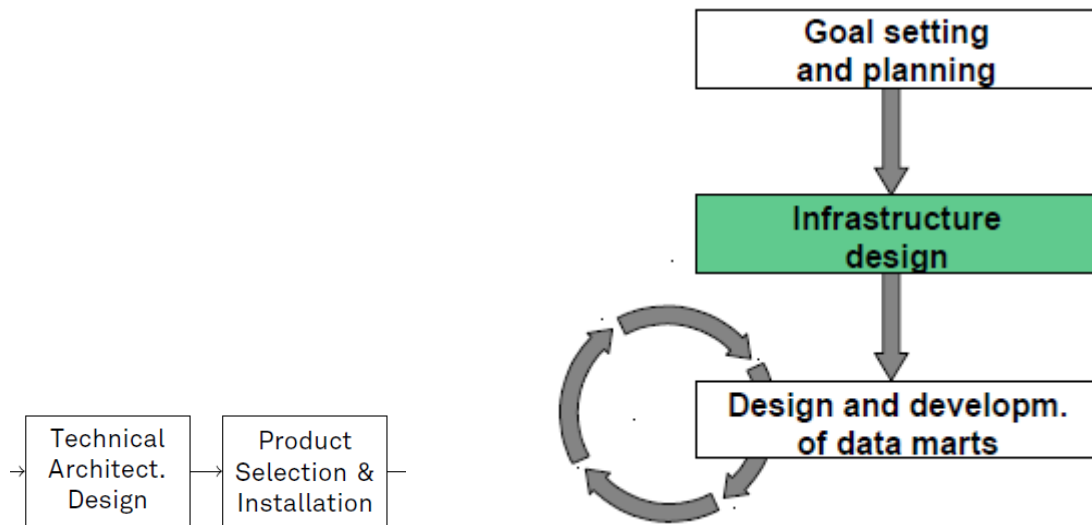 Goal setting
and planning
Infrastructure
design
Design and developm.
of data marts
Technical
Architect.
Design
Product
Selection &
Installation